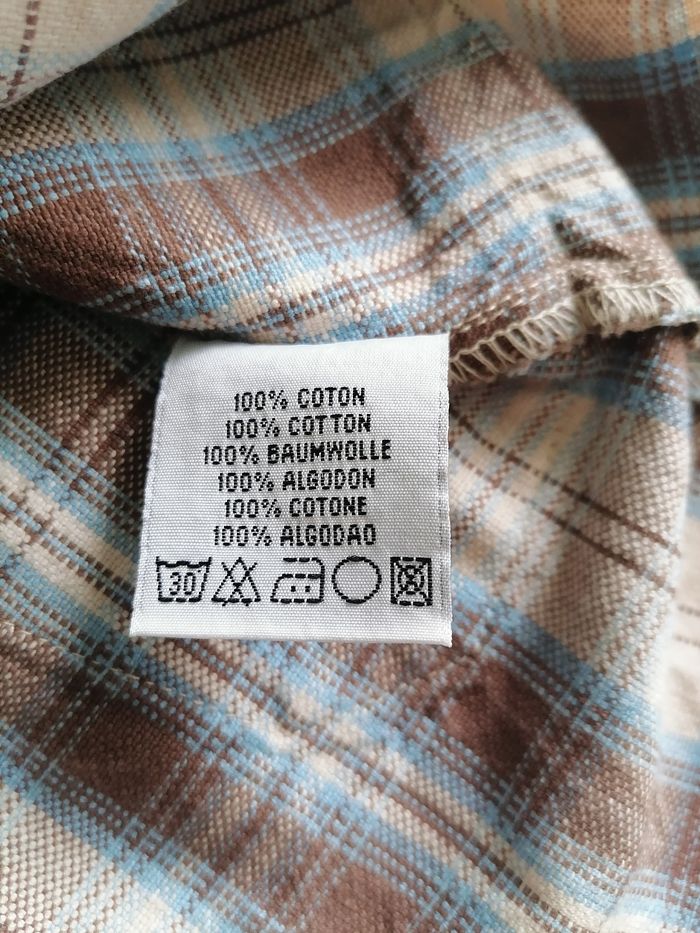 100% COTON
100% COTTON
100% BAUMWOLLE
100% ALGODON
100% COTONE
100% ALGODAO
30